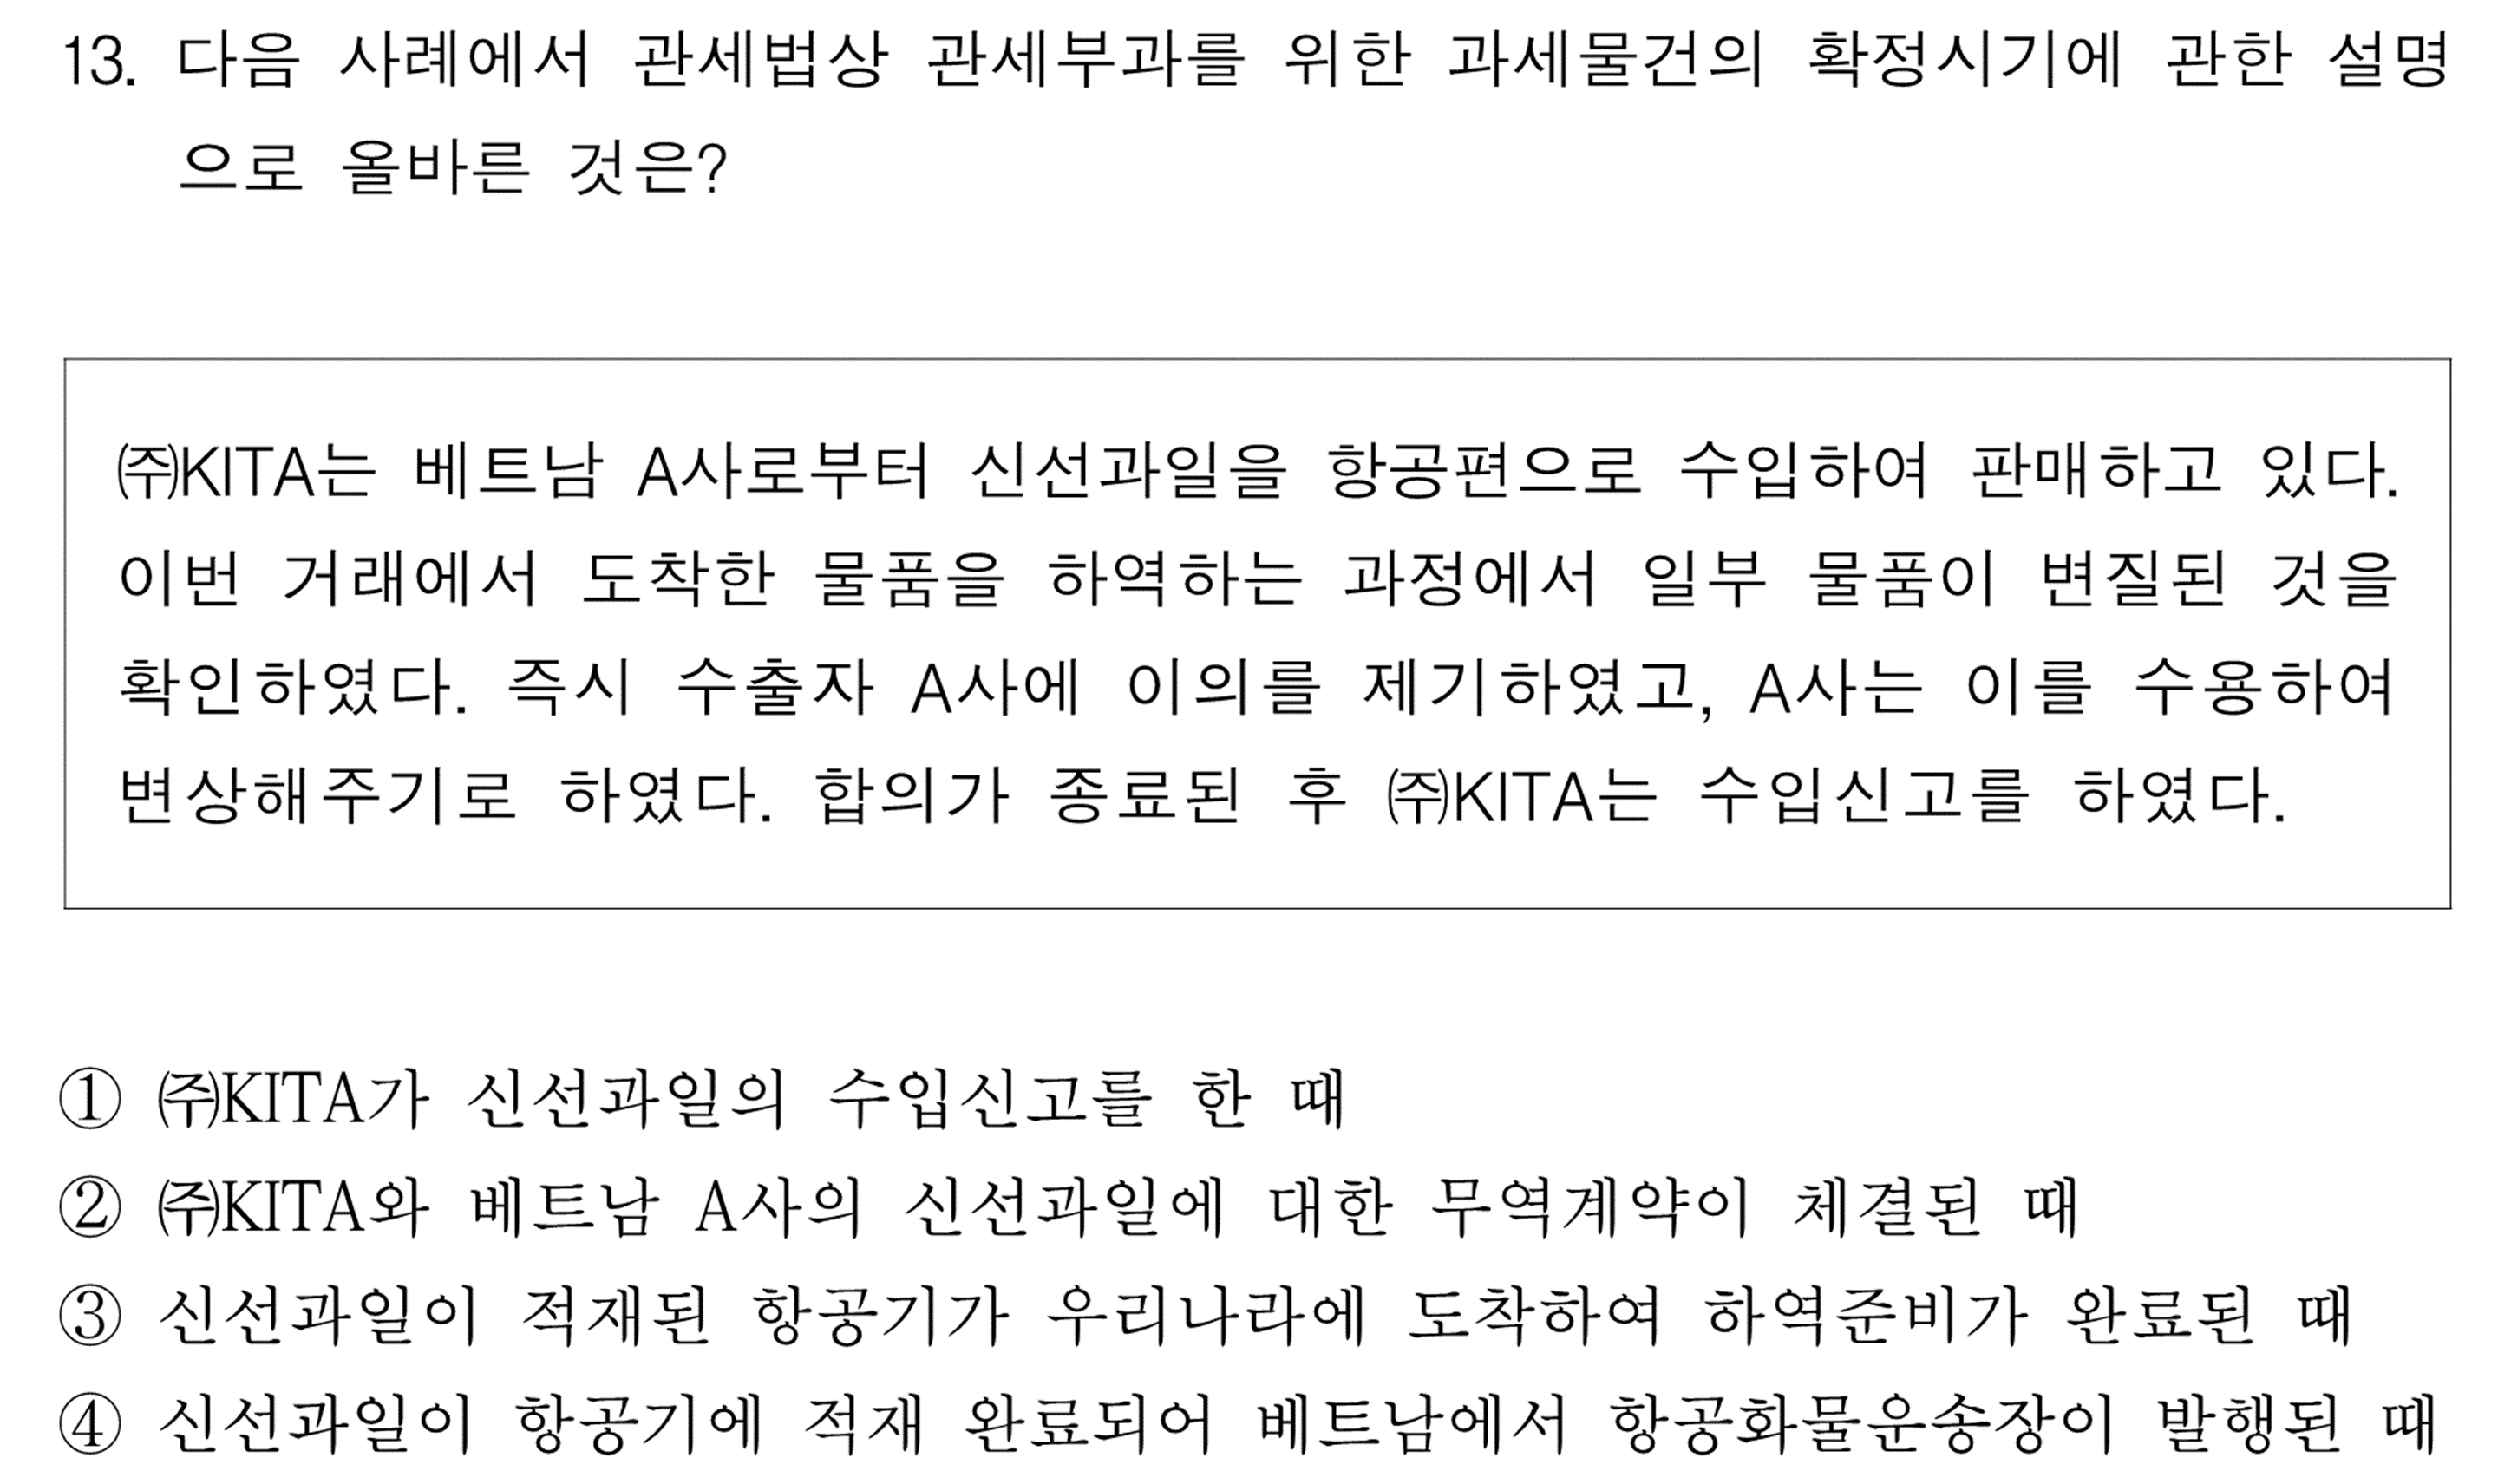 13. 다음 사례에서 관세법상 관세부과를 위한 과세물건의 확정시기에 관한 설명
으로 올바른 것은?
㈜KITA는 베트남 A사로부터 신선과일을 항공편으로 수입하여 판매하고 있다.
이번 거래에서 도착한 물품을 하역하는 과정에서 일부 물품이 변질된 것을
확인하였다. 즉시 수출자 A사에 이의를 제기하였고, A사는 이를 수용하여
변상해주기로 하였다. 합의가 종료된 후 ㈜KITA는 수입신고를 하였다.
① ㈜KITA가 신선과일의 수입신고를 한 때
② ㈜KITA와 베트남 A사의 신선과일에 대한 무역계약이 체결된 때
③ 신선과일이 적재된 항공기가 우리나라에 도착하여 하역준비가 완료된 때
④ 신선과일이 항공기에 적재 완료되어 베트남에서 항공화물운송장이 발행된 때